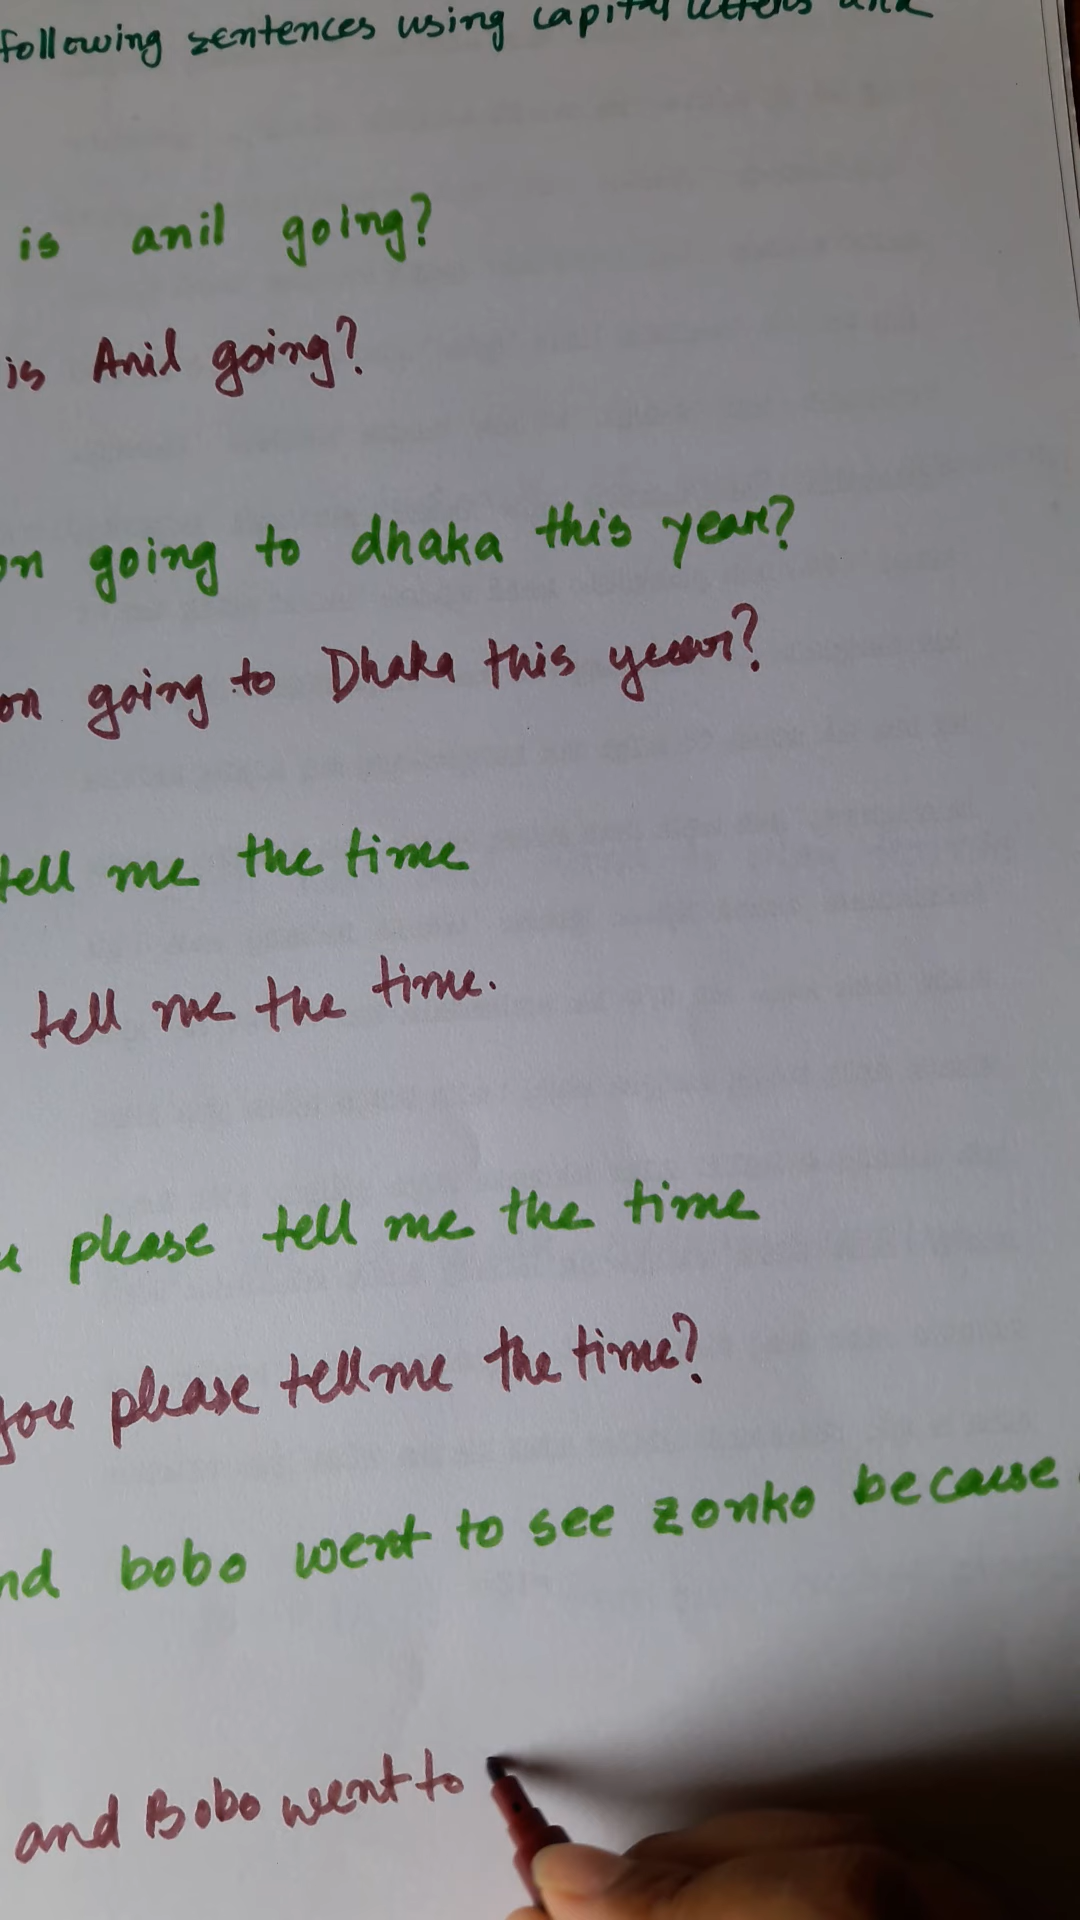 following sentences using capital letters and
is anil going?
is Anil going?
on going to dhaka this year?
on going to Dhaka this year?
tell me the time
tell me the time.
please tell me the time
you please tell me the time?
nd bobo went to see zonko because
and Bobo went to